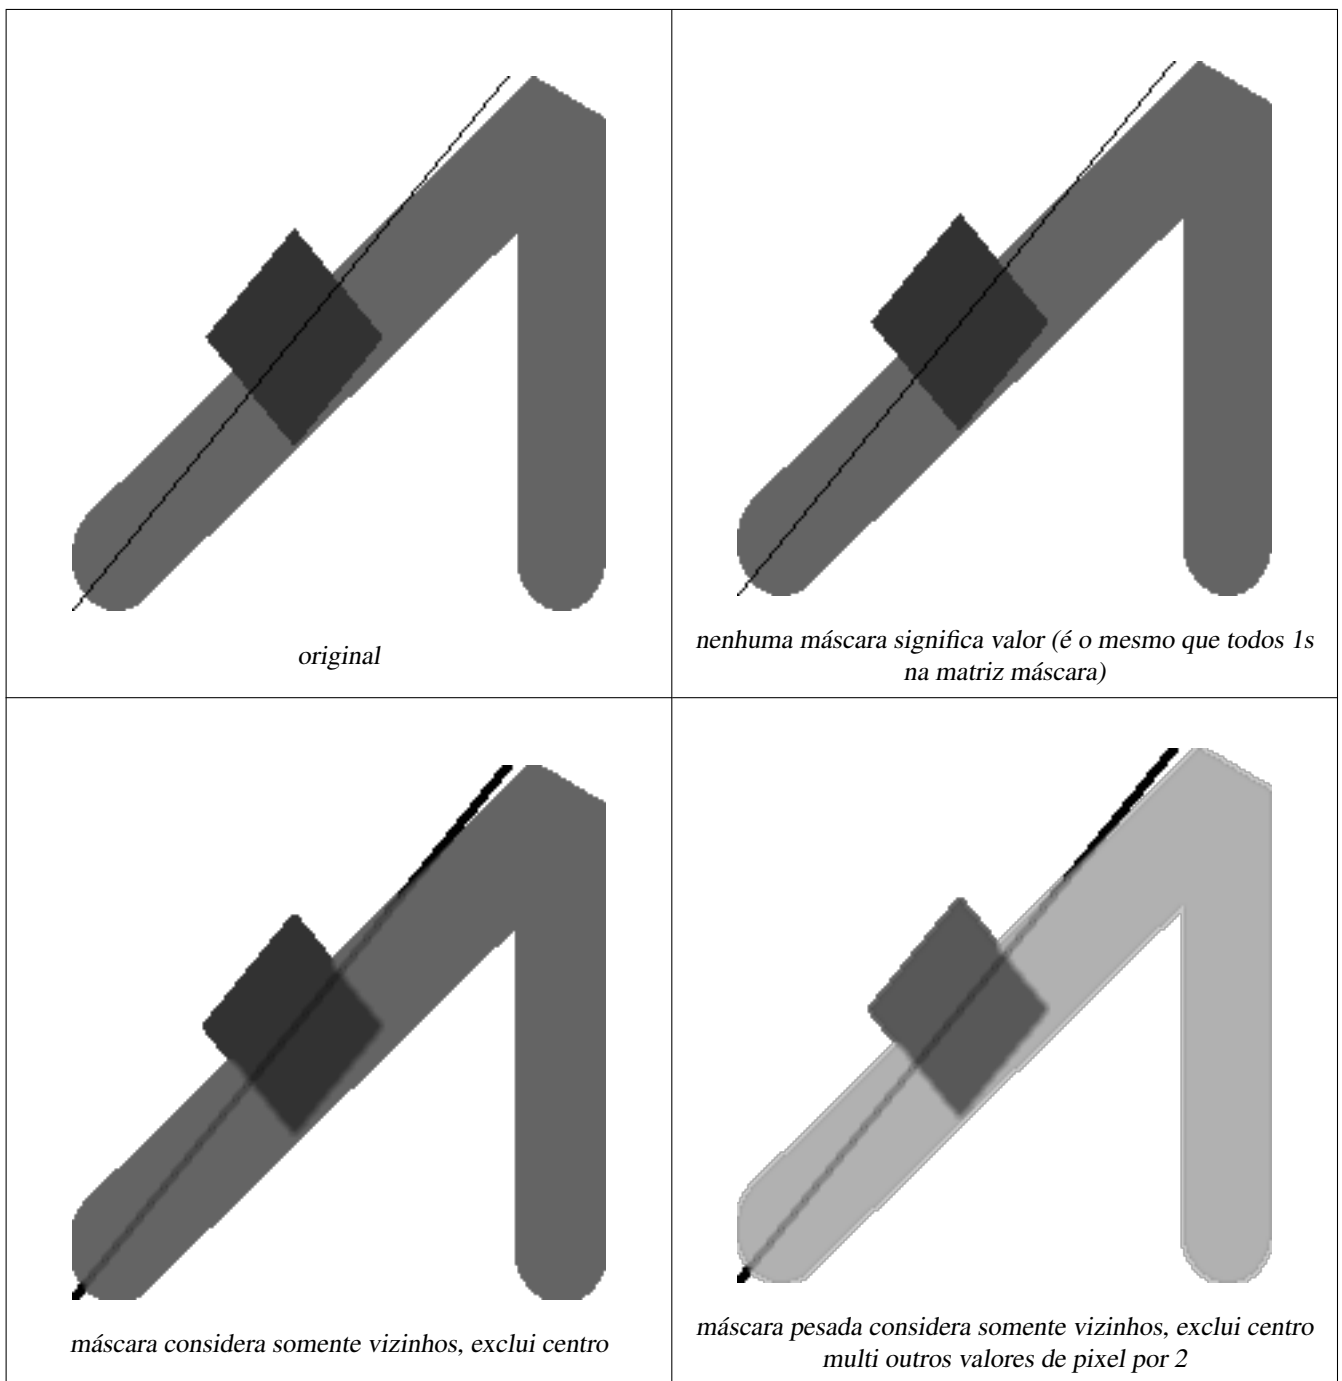 original
nenhuma máscara significa valor (é o mesmo que todos 1s
na matriz máscara)
máscara considera somente vizinhos, exclui centro
máscara pesada considera somente vizinhos, exclui centro
multi outros valores de pixel por 2